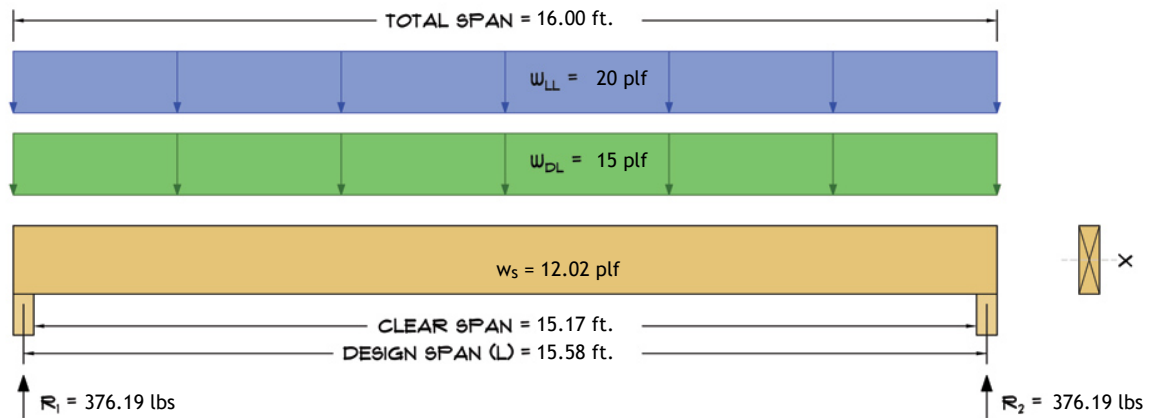 TOTAL SPAN = 16.00 ft.
WLL = 20 plf
WDL = 15 plf
ws = 12.02 plf
X
CLEAR SPAN = 15.17 ft.
DESIGN SPAN (L) = 15.58 ft.
R1 = 376.19 lbs
R2 = 376.19 lbs